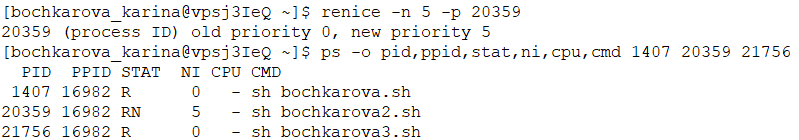 [bochkarova_karina@vpsj3IeQ ~]$ renice -n 5 -p 20359
20359 (process ID) old priority 0, new priority 5
[bochkarova_karina@vpsj3IeQ ~]$ ps -o pid,ppid,stat,ni,cpu,cmd 1407 20359 21756
  PID  PPID STAT  NI CPU CMD
 1407 16982 R      0   - sh bochkarova.sh
20359 16982 RN     5   - sh bochkarova2.sh
21756 16982 R      0   - sh bochkarova3.sh